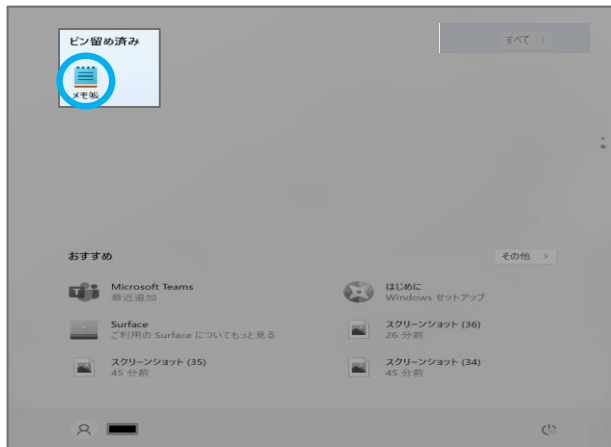 ピン留め済み
すべて >
メモ帳
おすすめ
その他 >
Microsoft Teams
最近追加
はじめに
Windows セットアップ
Surface
ご利用の Surface についてもっと見る
スクリーンショット (36)
26 分前
スクリーンショット (35)
45 分前
スクリーンショット (34)
45 分前